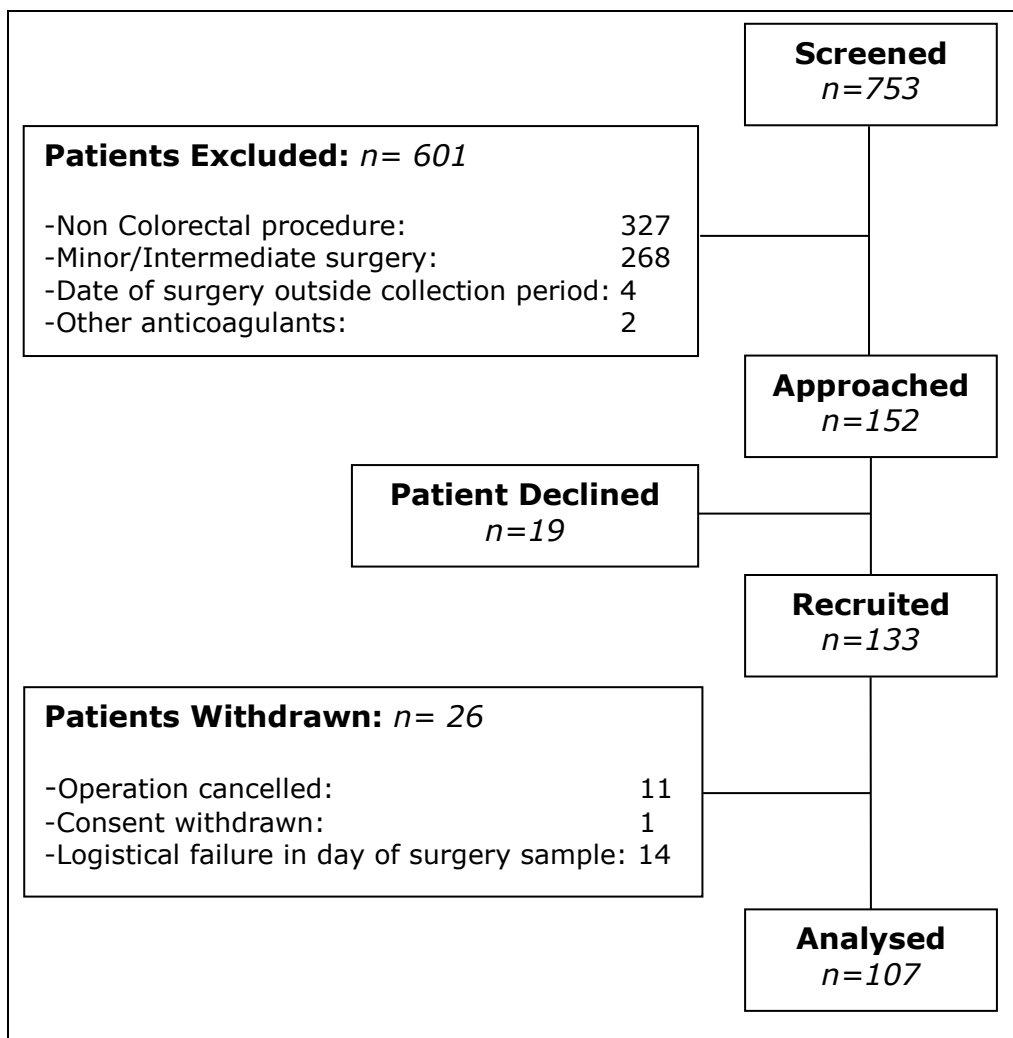 Screened
n=753
Patients Excluded: n= 601
-Non Colorectal procedure: 327
-Minor/Intermediate surgery: 268
-Date of surgery outside collection period: 4
-Other anticoagulants: 2
Approached
n=152
Patient Declined
n=19
Recruited
n=133
Patients Withdrawn: n= 26
-Operation cancelled: 11
-Consent withdrawn: 1
-Logistical failure in day of surgery sample: 14
Analysed
n=107